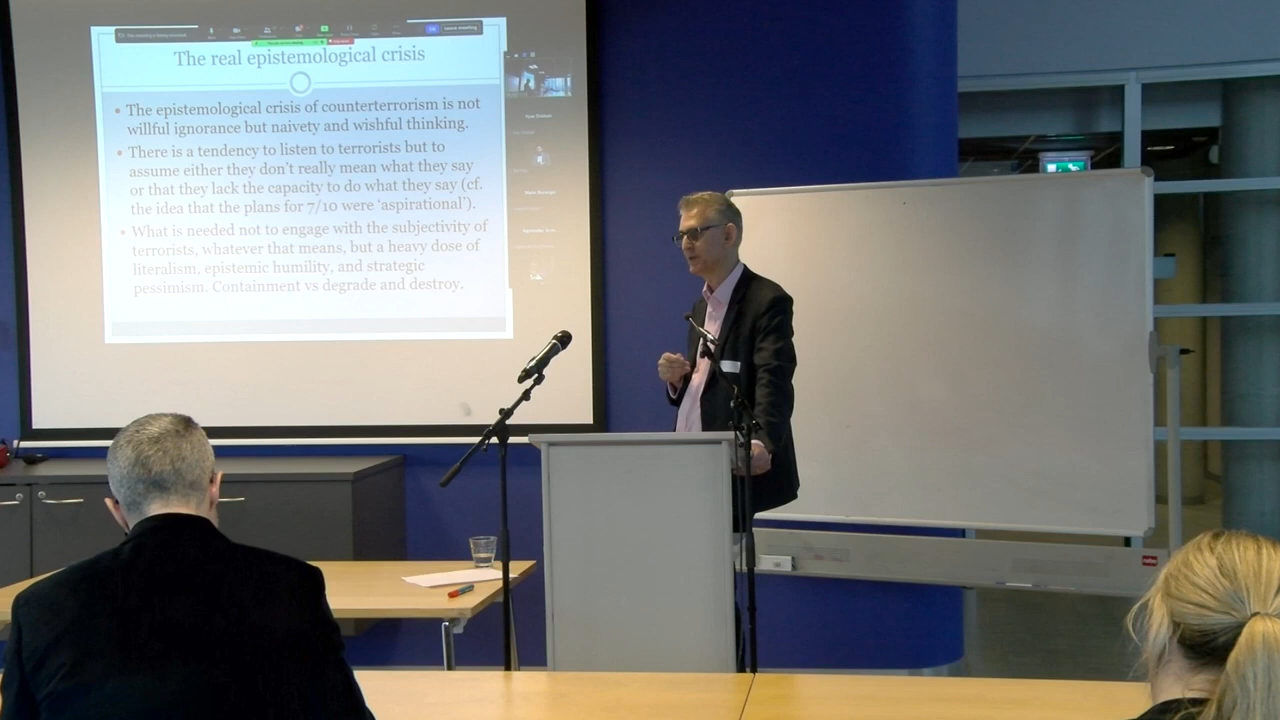 Leave meeting
The real epistemological crisis
• The epistemological crisis of counterterrorism is not
willful ignorance but naivety and wishful thinking.
• There is a tendency to listen to terrorists but to
assume either they don't really mean what they say
or that they lack the capacity to do what they say (cf.
the idea that the plans for 7/10 were 'aspirational').
• What is needed not to engage with the subjectivity of
terrorists, whatever that means, but a heavy dose of
literalism, epistemic humility, and strategic
pessimism. Containment vs degrade and destroy.